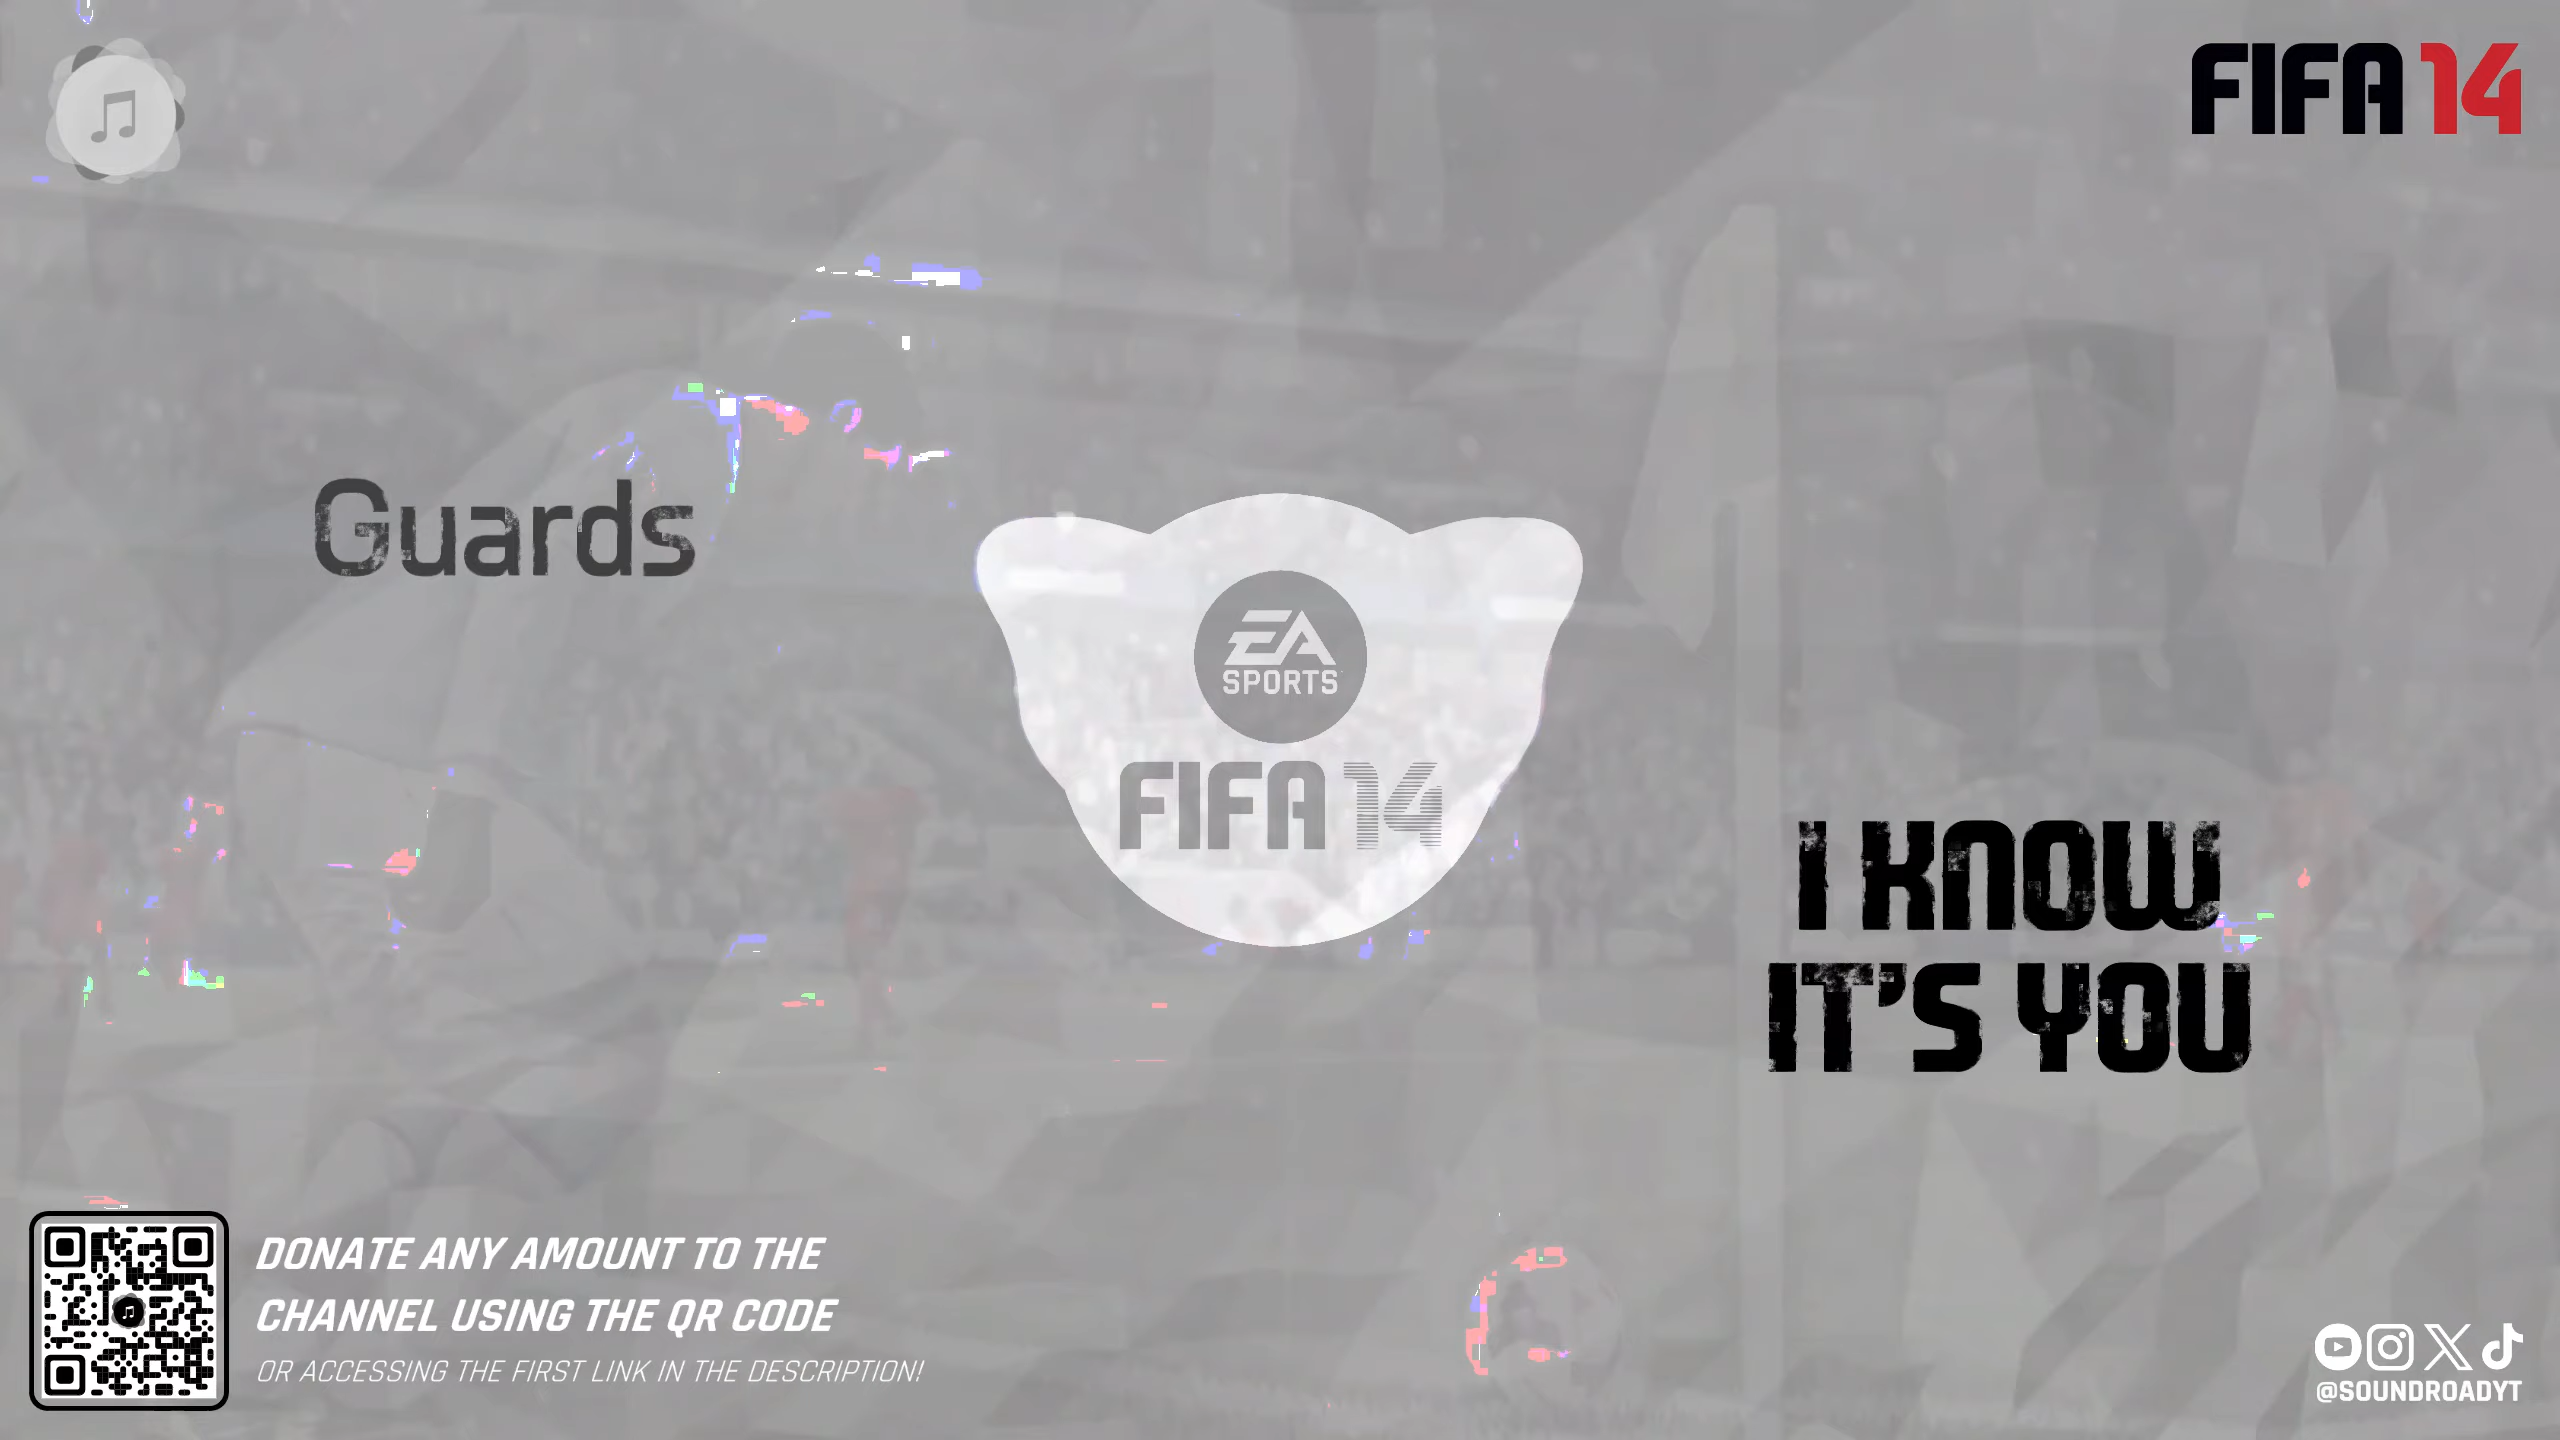 FIFA 14
Guards
EA
SPORTS
FIFA 14
I KNOW
IT'S YOU
DONATE ANY AMOUNT TO THE
CHANNEL USING THE QR CODE
OR ACCESSING THE FIRST LINK IN THE DESCRIPTION!
@SOUNDROADYT